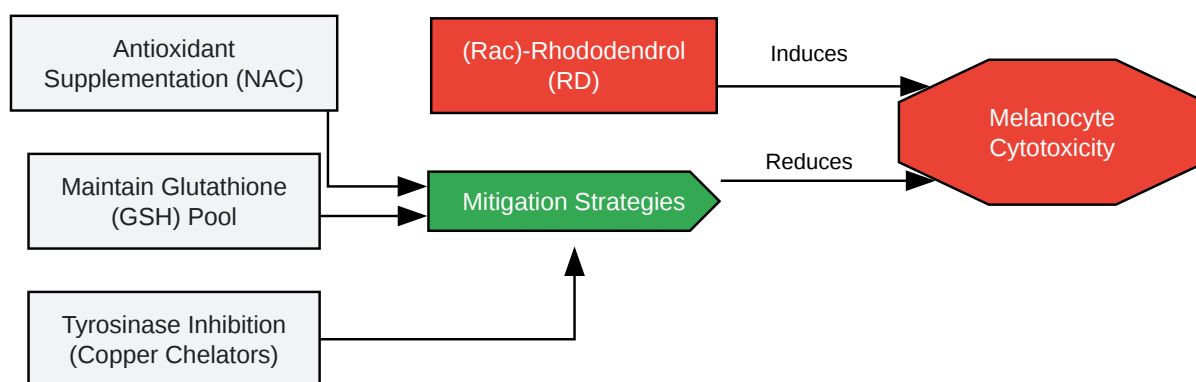 Antioxidant
Supplementation (NAC)
(Rac)-Rhododendrol
(RD)
Induces
Melanocyte
Cytotoxicity
Maintain Glutathione
(GSH) Pool
Mitigation Strategies
Reduces
Tyrosinase Inhibition
(Copper Chelators)